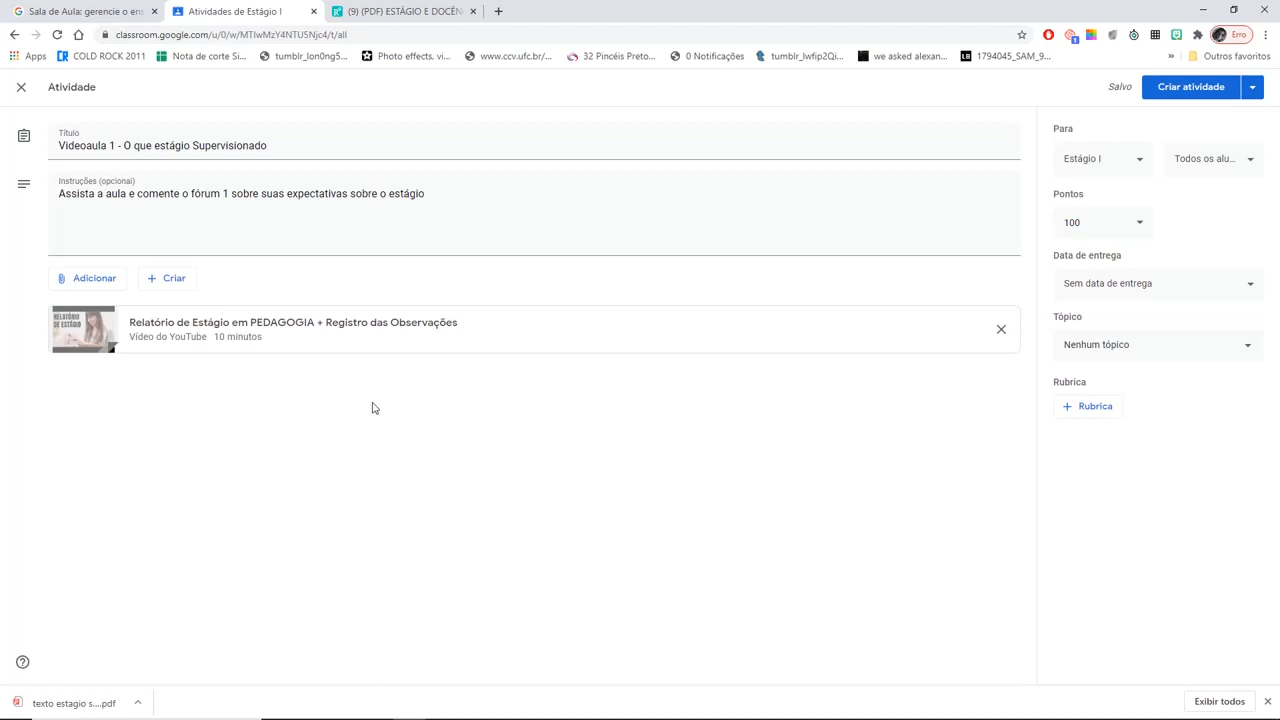 Sala de Aula: gerencie o en
Atividades de Estágio I
(9) (PDF) ESTÁGIO E DOCÊN
classroom.google.com/u/0/w/MTIwMzY4NTU5Njc4/t/all
Erro
Apps
COLD ROCK 2011
Nota de corte Si...
tumblr_lon0ng5...
Photo effects, vi...
www.ccv.ufc.br/...
32 Pincéis Preto...
0 Notificações
tumblr_lwfip2Qi...
we asked alexan...
1794045_SAM_9...
»
Outros favoritos
Atividade
Salvo
Criar atividade
Título
Videoaula 1 - O que estágio Supervisionado
Instruções (opcional)
Assista a aula e comente o fórum 1 sobre suas expectativas sobre o estágio
Adicionar
Criar
RELATÓRIO
DE ESTÁGIO
Relatório de Estágio em PEDAGOGIA + Registro das Observações
Vídeo do YouTube 10 minutos
Para
Estágio I
Todos os alu...
Pontos
100
Data de entrega
Sem data de entrega
Tópico
Nenhum tópico
Rubrica
Rubrica
texto estagio s....pdf
Exibir todos